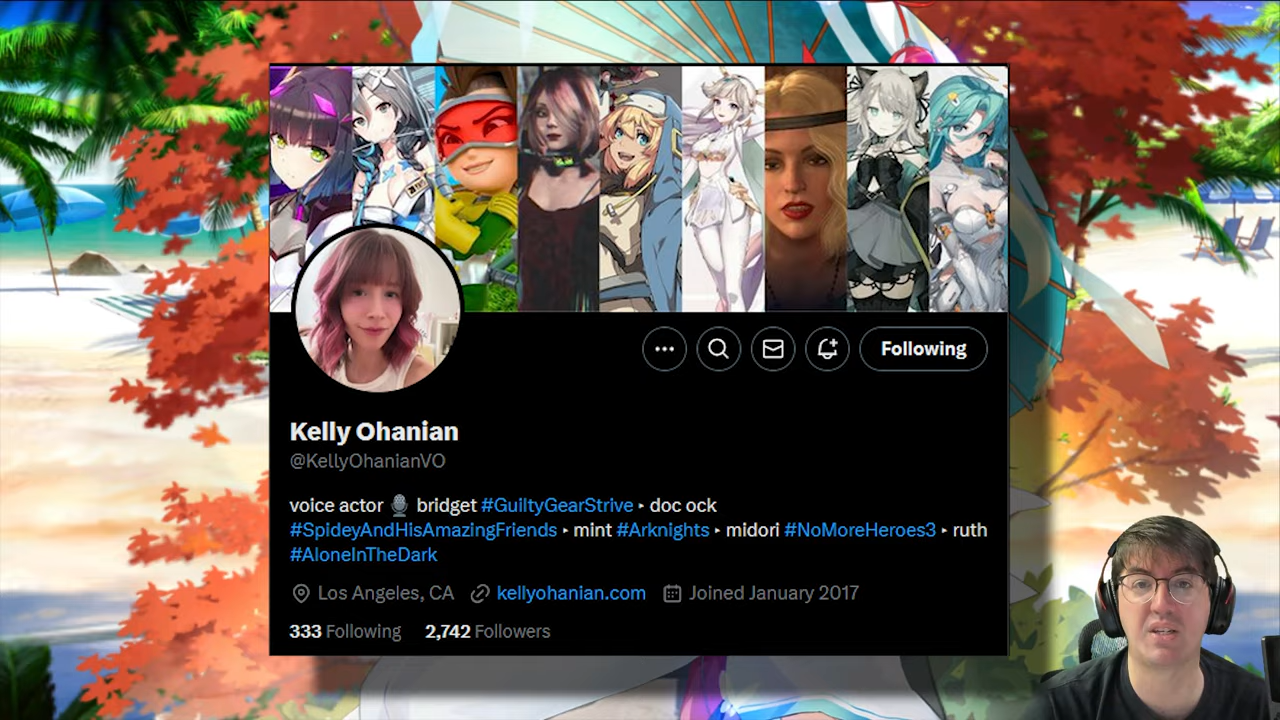 Following
Kelly Ohanian
@KellyOhanianVO
voice actor 🎙 bridget #GuiltyGearStrive ‣ doc ock
#SpideyAndHisAmazingFriends ‣ mint #Arknights ‣ midori #NoMoreHeroes3 ‣ ruth
#AloneInTheDark
Los Angeles, CA kellyohanian.com Joined January 2017
333 Following 2,742 Followers